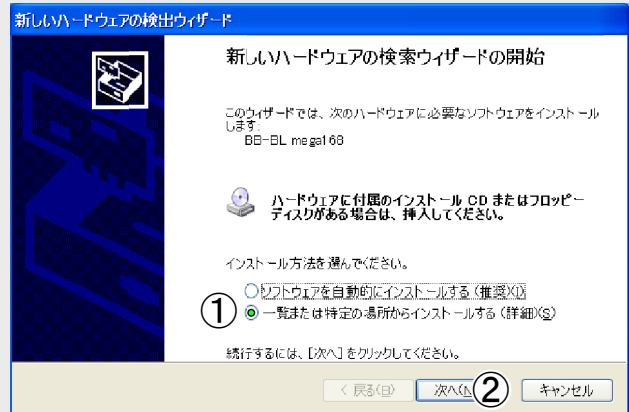 新しいハードウェアの検出ウィザード
新しいハードウェアの検索ウィザードの開始
このウィザードでは、次のハードウェアに必要なソフトウェアをインストール
します:
BB-BL mega168
ハードウェアに付属のインストール CD またはフロッピー
ディスクがある場合は、挿入してください。
インストール方法を選んでください。
ソフトウェアを自動的にインストールする (推奨)(I)
① 一覧または特定の場所からインストールする (詳細)(S)
続行するには、[次へ] をクリックしてください。
< 戻る(B) 次へ(N ② キャンセル